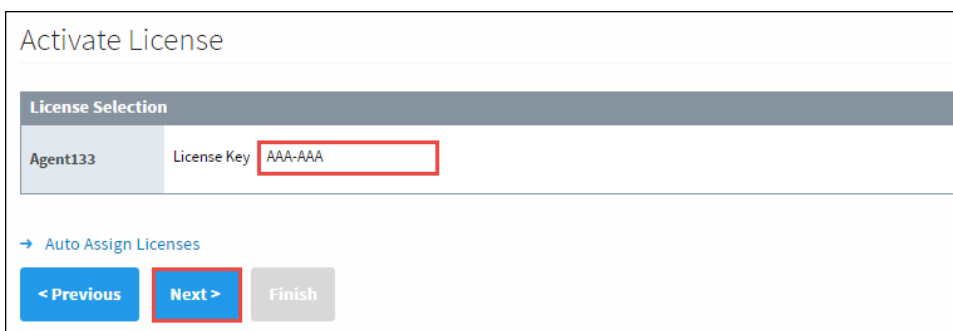 Activate License
License Selection
Agent133 License Key AAA-AAA
→ Auto Assign Licenses
< Previous Next > Finish